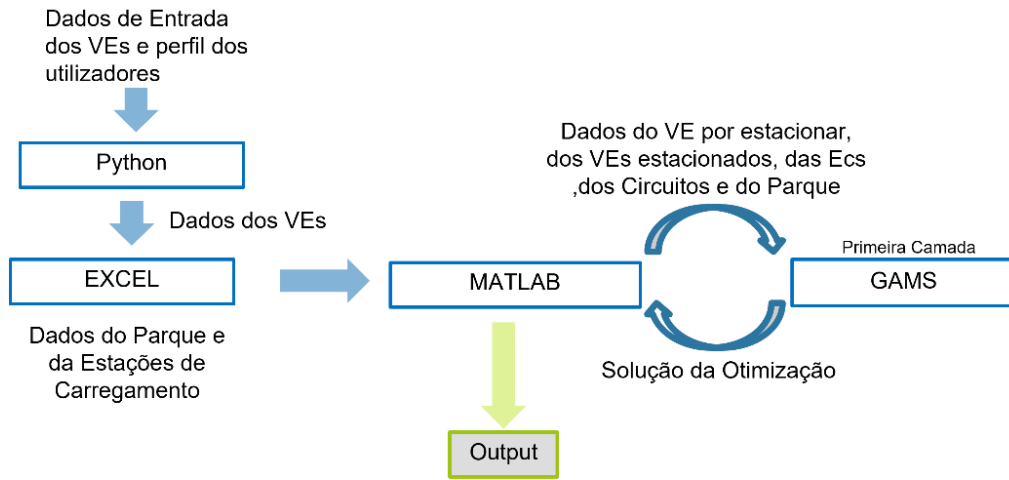 Dados de Entrada
dos VEs e perfil dos
utilizadores
Python
Dados dos VEs
EXCEL
Dados do Parque e
da Estações de
Carregamento
MATLAB
Dados do VE por estacionar,
dos VEs estacionados, das Ecs
,dos Circuitos e do Parque
Primeira Camada
GAMS
Solução da Otimização
Output